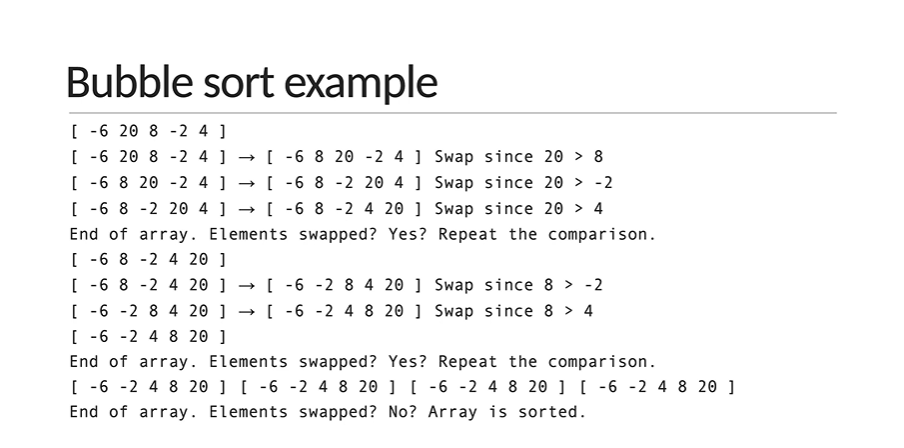 Bubble sort example
[ -6 20 8 -2 4 ]
[ -6 20 8 -2 4 ] → [ -6 8 20 -2 4 ] Swap since 20 > 8
[ -6 8 20 -2 4 ] → [ -6 8 -2 20 4 ] Swap since 20 > -2
[ -6 8 -2 20 4 ] → [ -6 8 -2 4 20 ] Swap since 20 > 4
End of array. Elements swapped? Yes? Repeat the comparison.
[ -6 8 -2 4 20 ]
[ -6 8 -2 4 20 ] → [ -6 -2 8 4 20 ] Swap since 8 > -2
[ -6 -2 8 4 20 ] → [ -6 -2 4 8 20 ] Swap since 8 > 4
[ -6 -2 4 8 20 ]
End of array. Elements swapped? Yes? Repeat the comparison.
[ -6 -2 4 8 20 ] [ -6 -2 4 8 20 ] [ -6 -2 4 8 20 ] [ -6 -2 4 8 20 ]
End of array. Elements swapped? No? Array is sorted.